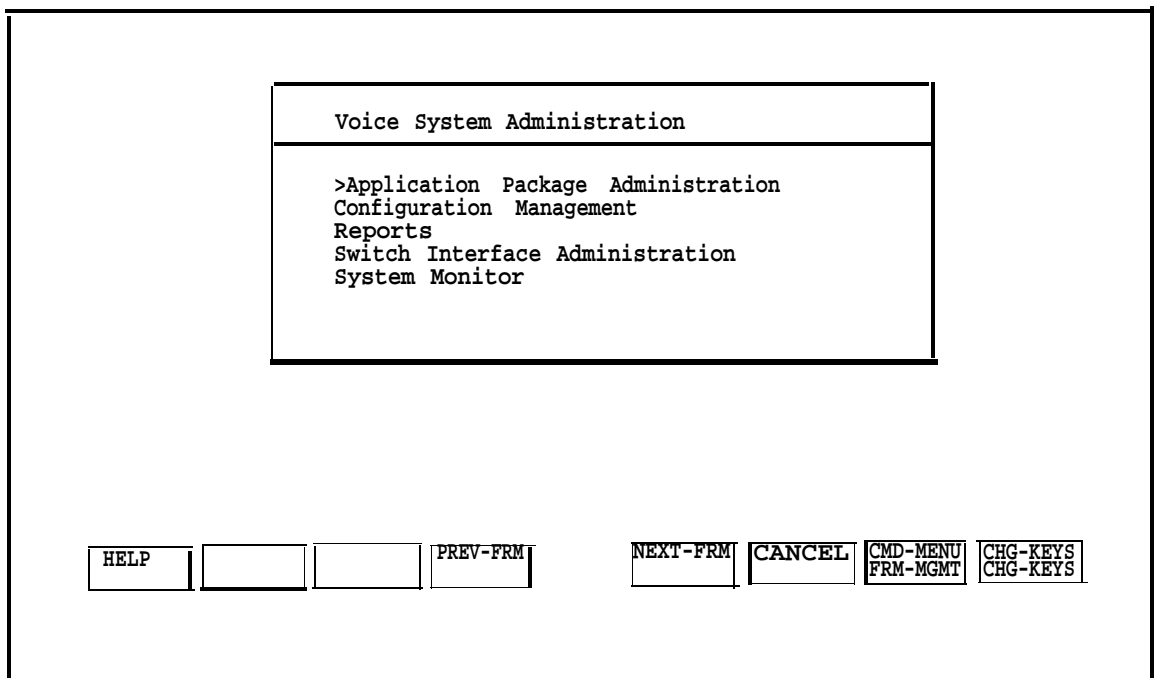 Voice System Administration
>Application Package Administration
Configuration Management
Reports
Switch Interface Administration
System Monitor
HELP PREV-FRM NEXT-FRM CANCEL CMD-MENU CHG-KEYS
FRM-MGMT CHG-KEYS